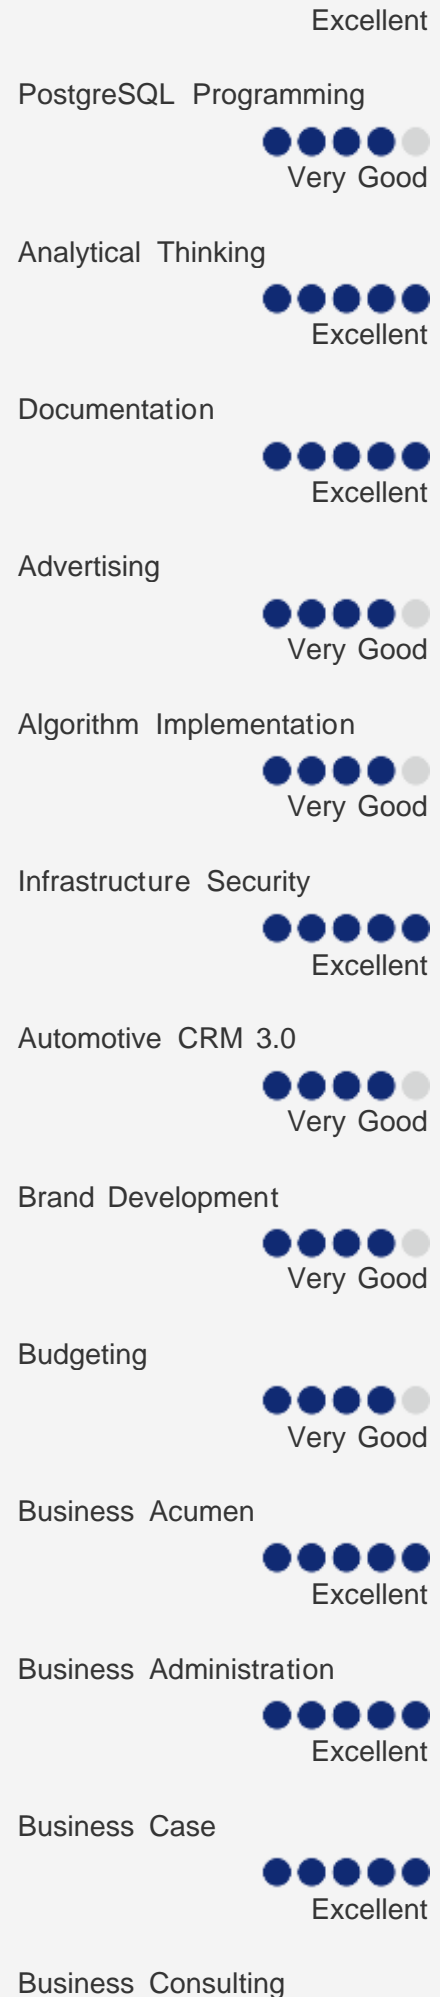 Excellent
PostgreSQL Programming
Very Good
Analytical Thinking
Excellent
Documentation
Excellent
Advertising
Very Good
Algorithm Implementation
Very Good
Infrastructure Security
Excellent
Automotive CRM 3.0
Very Good
Brand Development
Very Good
Budgeting
Very Good
Business Acumen
Excellent
Business Administration
Excellent
Business Case
Excellent
Business Consulting